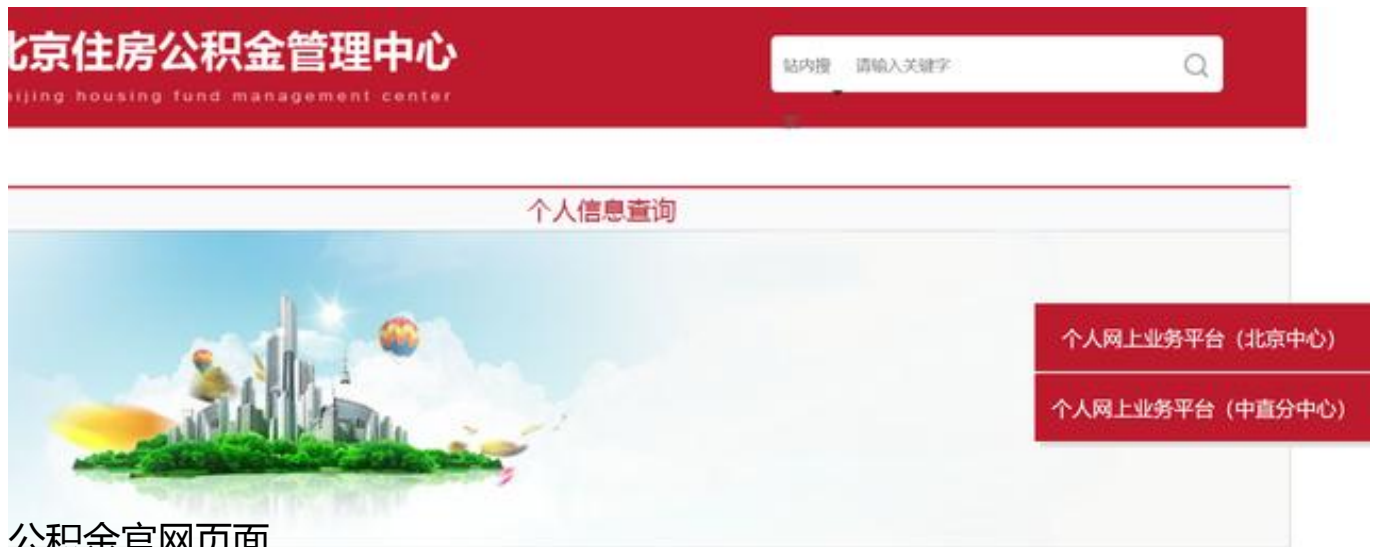 北京住房公积金管理中心
eijing housing fund management center
站内搜 请输入关键字
个人信息查询
个人网上业务平台（北京中心）
个人网上业务平台（中直分中心）
公积金官网页面